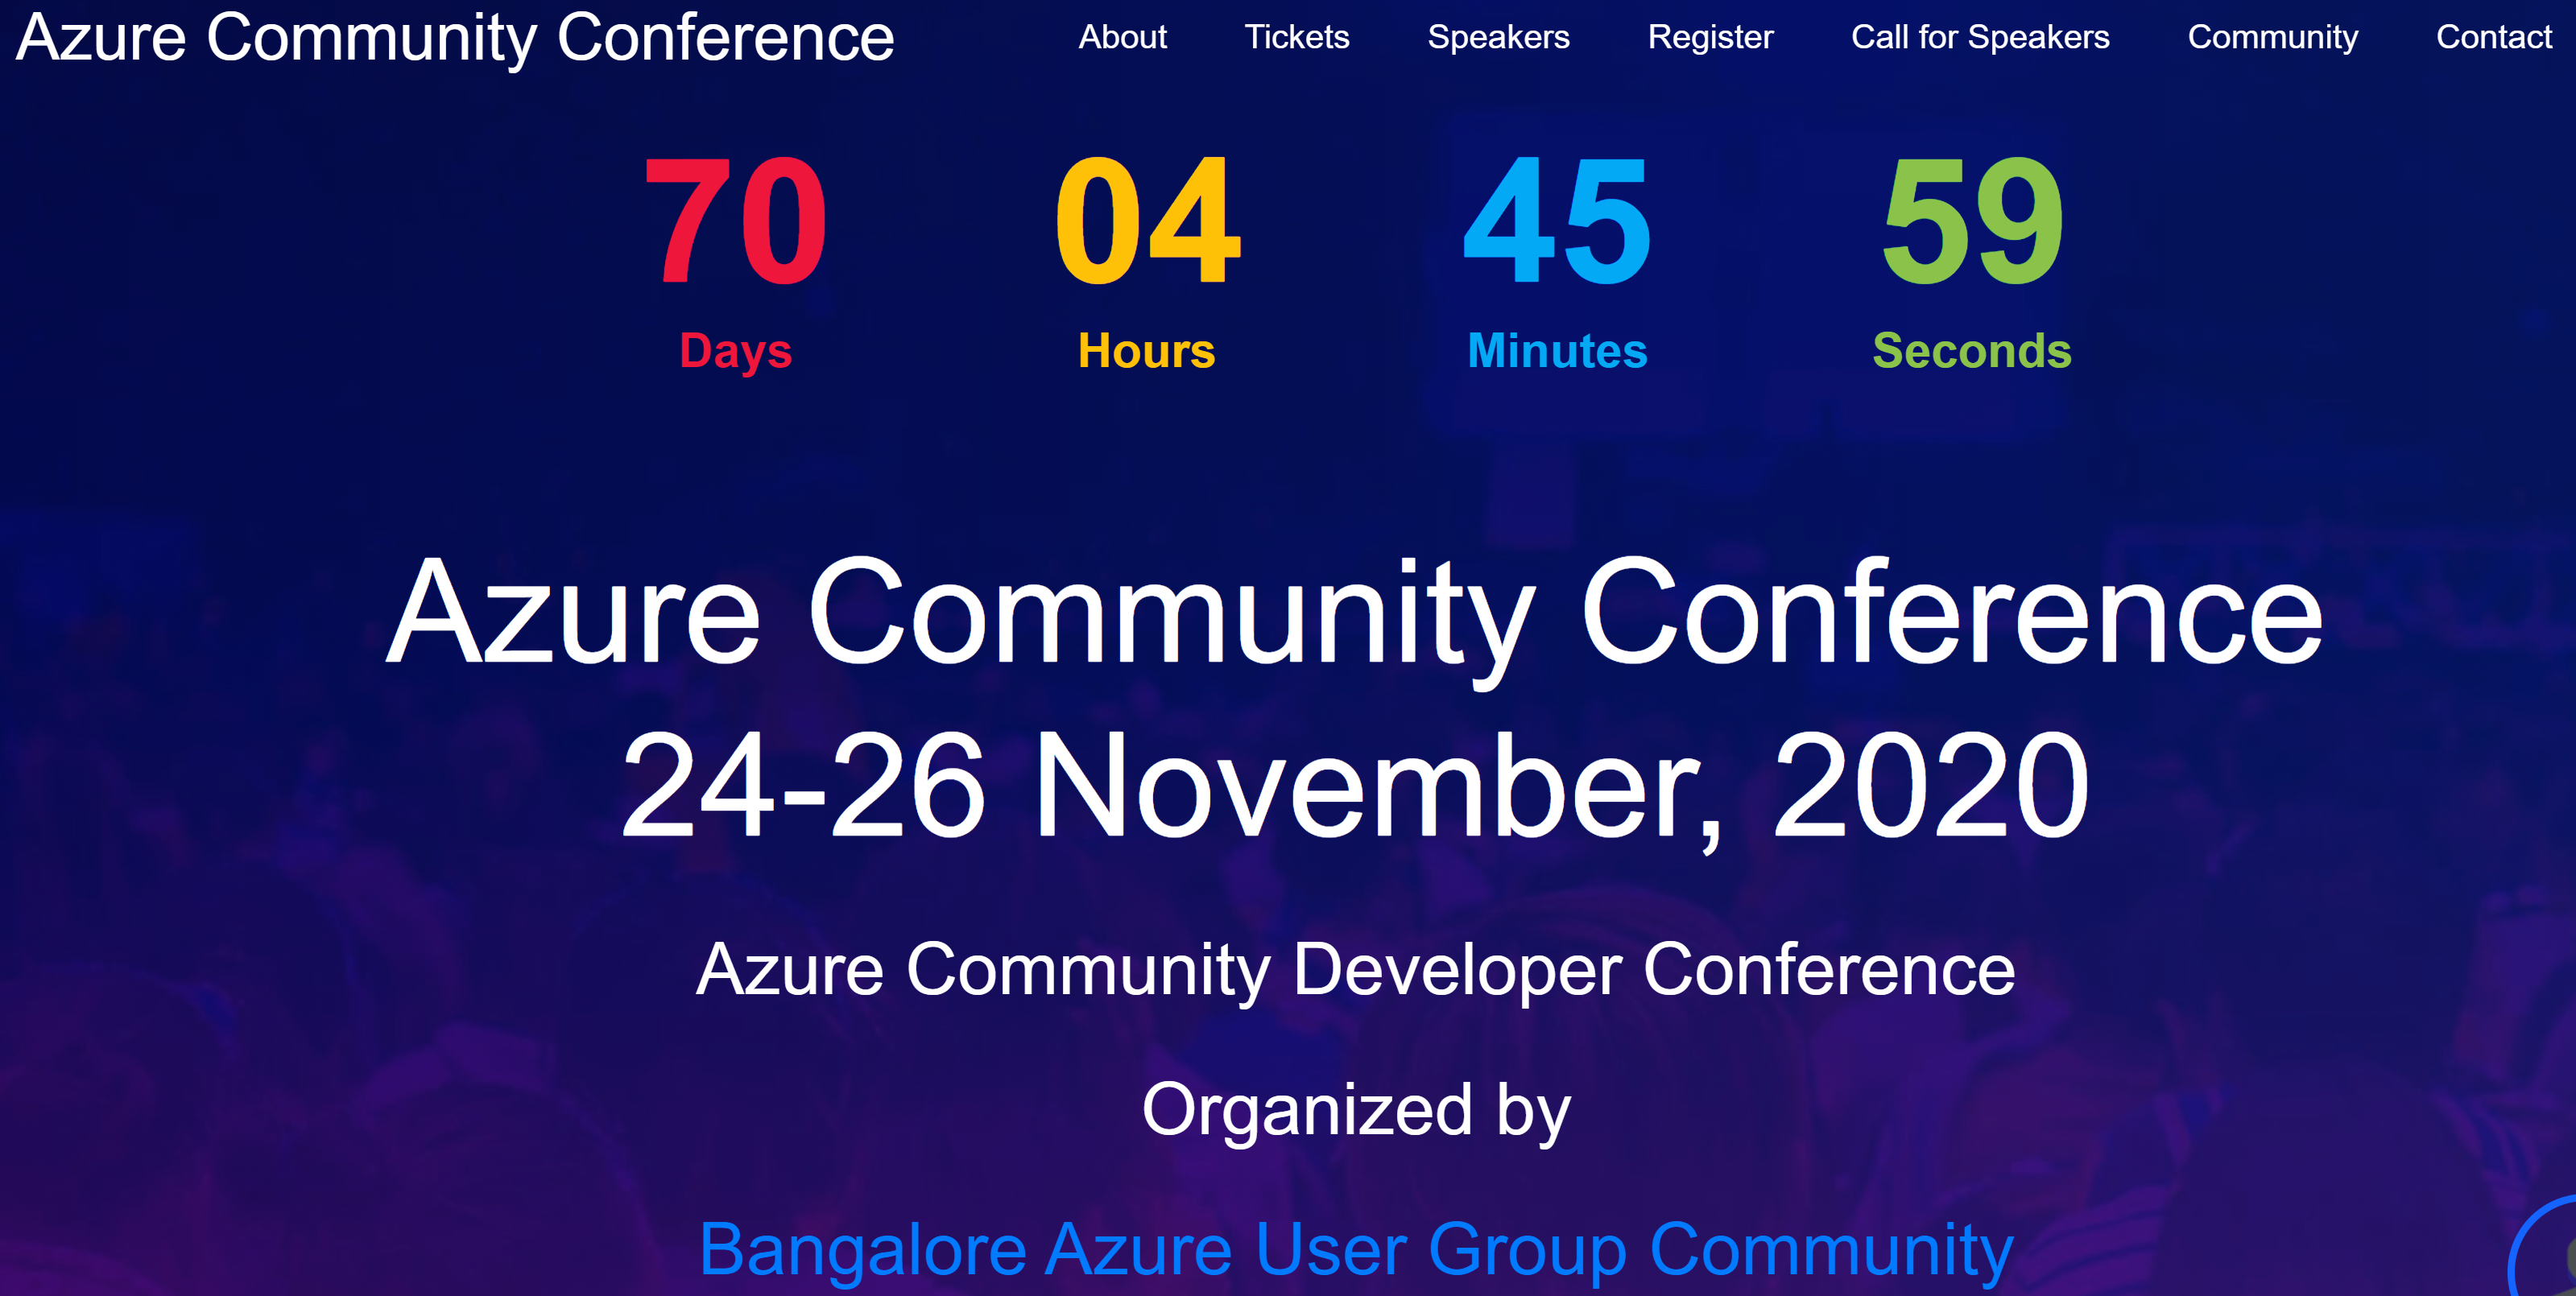 Azure Community Conference
About Tickets Speakers Register Call for Speakers Community Contact
70 04 45 59
Days Hours Minutes Seconds
Azure Community Conference
24-26 November, 2020
Azure Community Developer Conference
Organized by
Bangalore Azure User Group Community